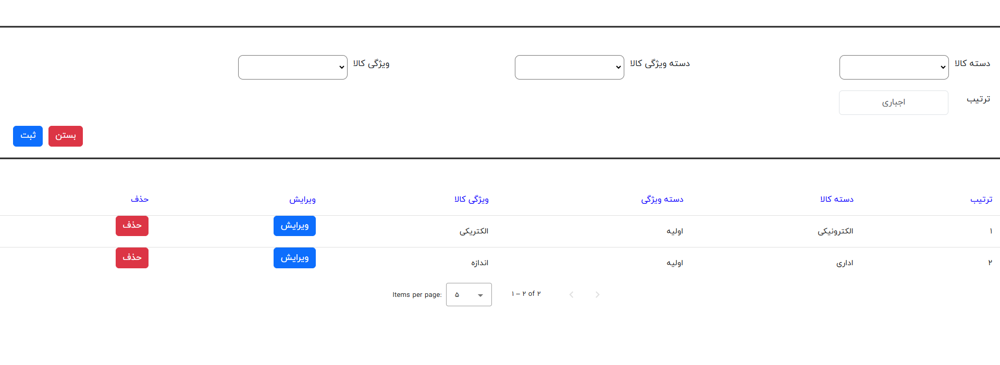 دسته کالا دسته ویژگی کالا ویژگی کالا
ترتیب اجباری
بستن ثبت
ترتیب دسته کالا دسته ویژگی ویژگی کالا ویرایش حذف
۱ الکترونیکی اولیه الکتریکی ویرایش حذف
۲ اداری اولیه اندازه ویرایش حذف
Items per page: ۵ ۱ – ۲ of ۲